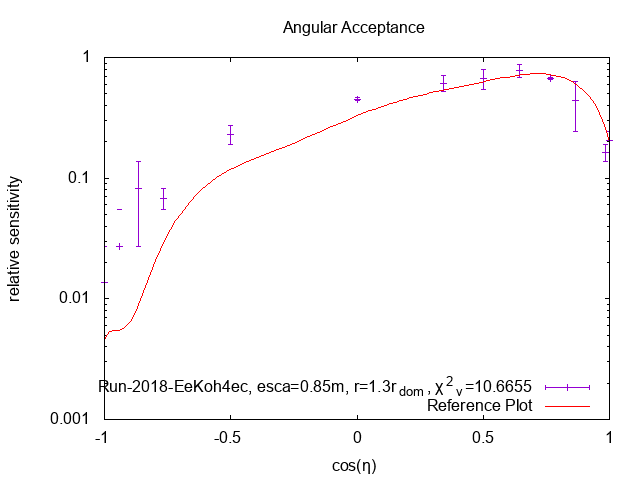 Angular Acceptance
1
0.1
0.01
0.001
relative sensitivity
Run-2018-EeKoh4ec, esca=0.85m, r=1.3r_dom, χ²_ν=10.6655
Reference Plot
-1 -0.5 0 0.5 1
cos(η)